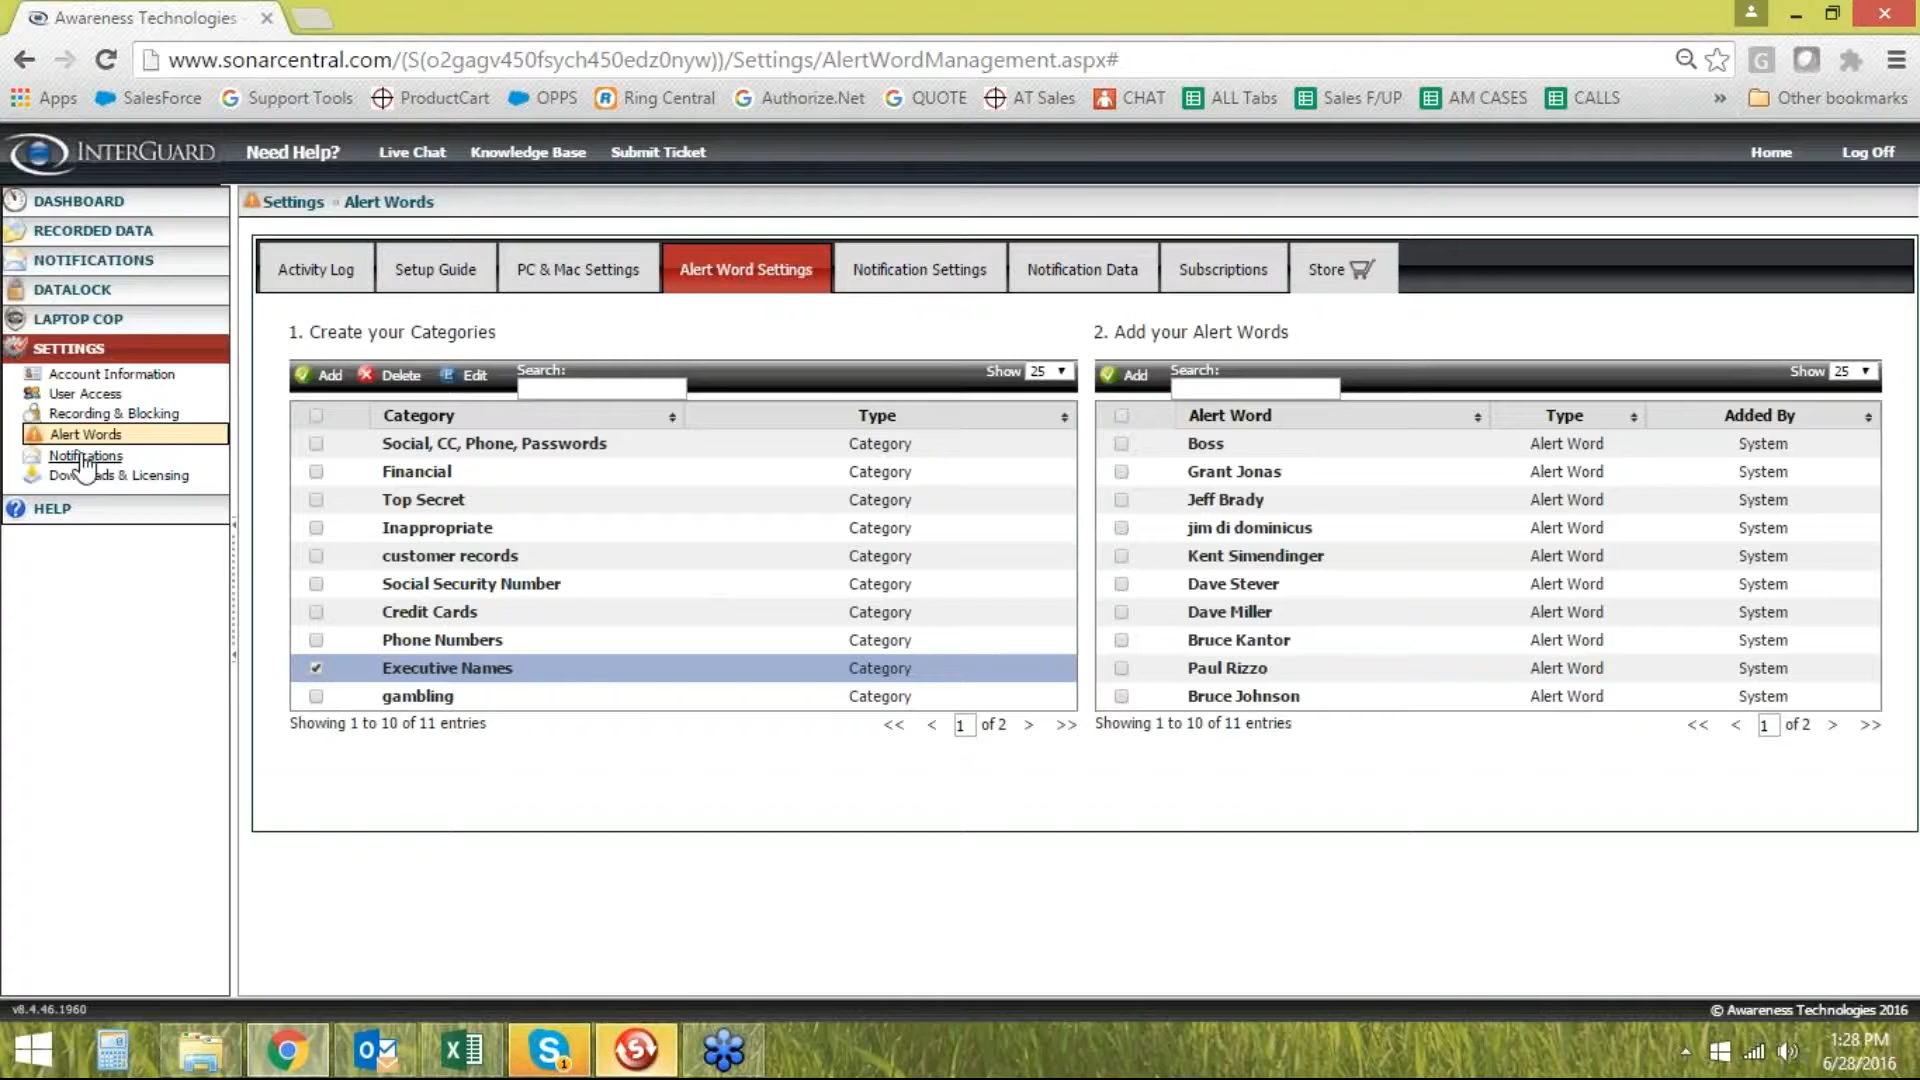 Awareness Technologies
www.sonarcentral.com/(S(o2gagv450fsych450edz0nyw))/Settings/AlertWordManagement.aspx#
Apps SalesForce Support Tools ProductCart OPPS Ring Central Authorize.Net QUOTE AT Sales CHAT ALL Tabs Sales F/UP AM CASES CALLS » Other bookmarks
INTERGUARD Need Help? Live Chat Knowledge Base Submit Ticket Home Log Off
DASHBOARD
RECORDED DATA
NOTIFICATIONS
DATALOCK
LAPTOP COP
SETTINGS
Account Information
User Access
Recording & Blocking
Alert Words
Notifications
& Licensing
HELP
Settings » Alert Words
Activity Log Setup Guide PC & Mac Settings Alert Word Settings Notification Settings Notification Data Subscriptions Store
1. Create your Categories
Add Delete Edit Search: Show 25
Category Type
Social, CC, Phone, Passwords Category
Financial Category
Top Secret Category
Inappropriate Category
customer records Category
Social Security Number Category
Credit Cards Category
Phone Numbers Category
Executive Names Category
gambling Category
Showing 1 to 10 of 11 entries << < 1 of 2 > >>
2. Add your Alert Words
Add Search: Show 25
Alert Word Type Added By
Boss Alert Word System
Grant Jonas Alert Word System
Jeff Brady Alert Word System
jim di dominicus Alert Word System
Kent Simendinger Alert Word System
Dave Stever Alert Word System
Dave Miller Alert Word System
Bruce Kantor Alert Word System
Paul Rizzo Alert Word System
Bruce Johnson Alert Word System
Showing 1 to 10 of 11 entries << < 1 of 2 > >>
v8.4.46.1960
© Awareness Technologies 2016
1:28 PM
6/28/2016